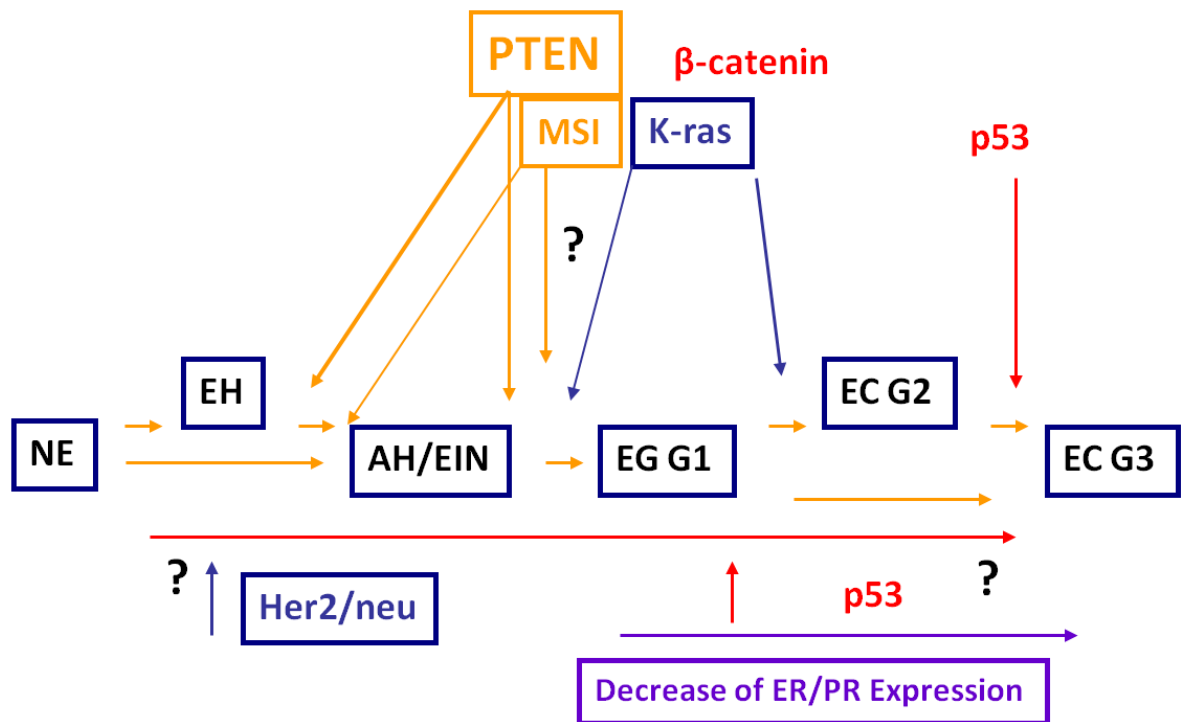 PTEN
β-catenin
MSI
K-ras
p53
?
EH
EC G2
NE
AH/EIN
EG G1
EC G3
?
?
Her2/neu
p53
Decrease of ER/PR Expression